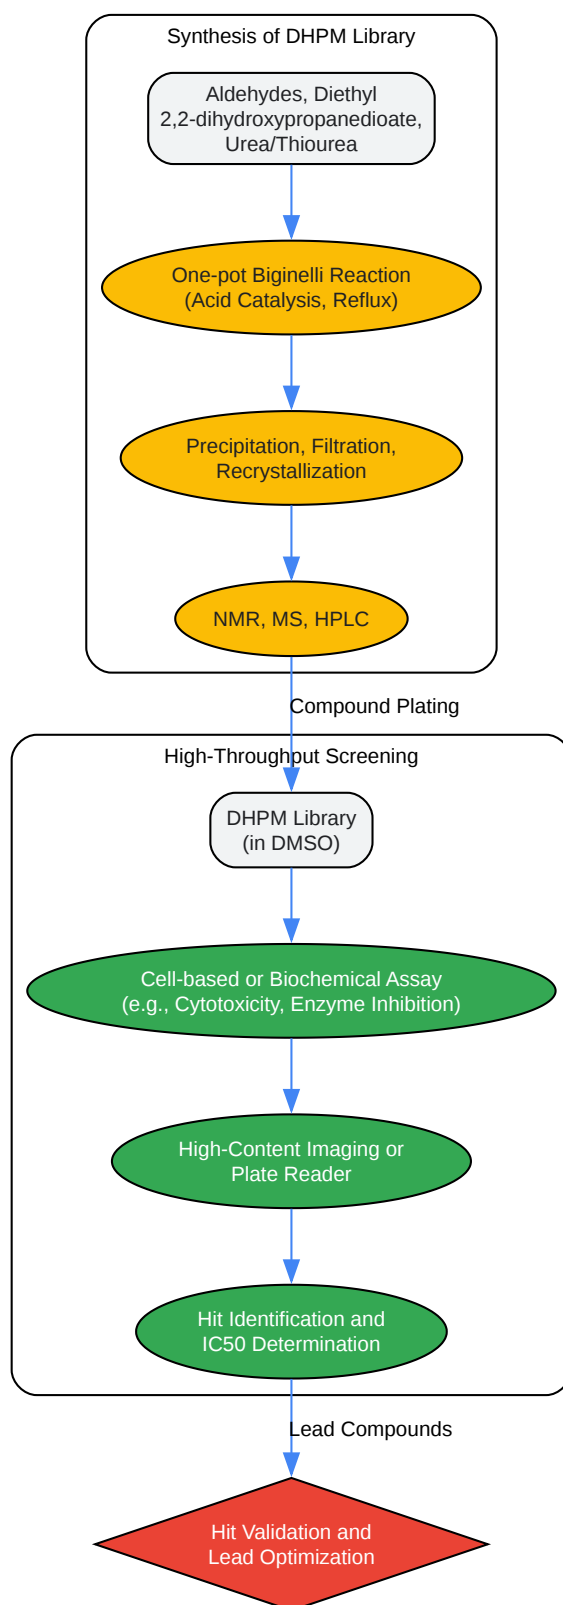 Synthesis of DHPM Library
Aldehydes, Diethyl
2,2-dihydroxypropanedioate,
Urea/Thiourea
One-pot Biginelli Reaction
(Acid Catalysis, Reflux)
Precipitation, Filtration,
Recrystallization
NMR, MS, HPLC
Compound Plating
High-Throughput Screening
DHPM Library
(in DMSO)
Cell-based or Biochemical Assay
(e.g., Cytotoxicity, Enzyme Inhibition)
High-Content Imaging or
Plate Reader
Hit Identification and
IC50 Determination
Lead Compounds
Hit Validation and
Lead Optimization